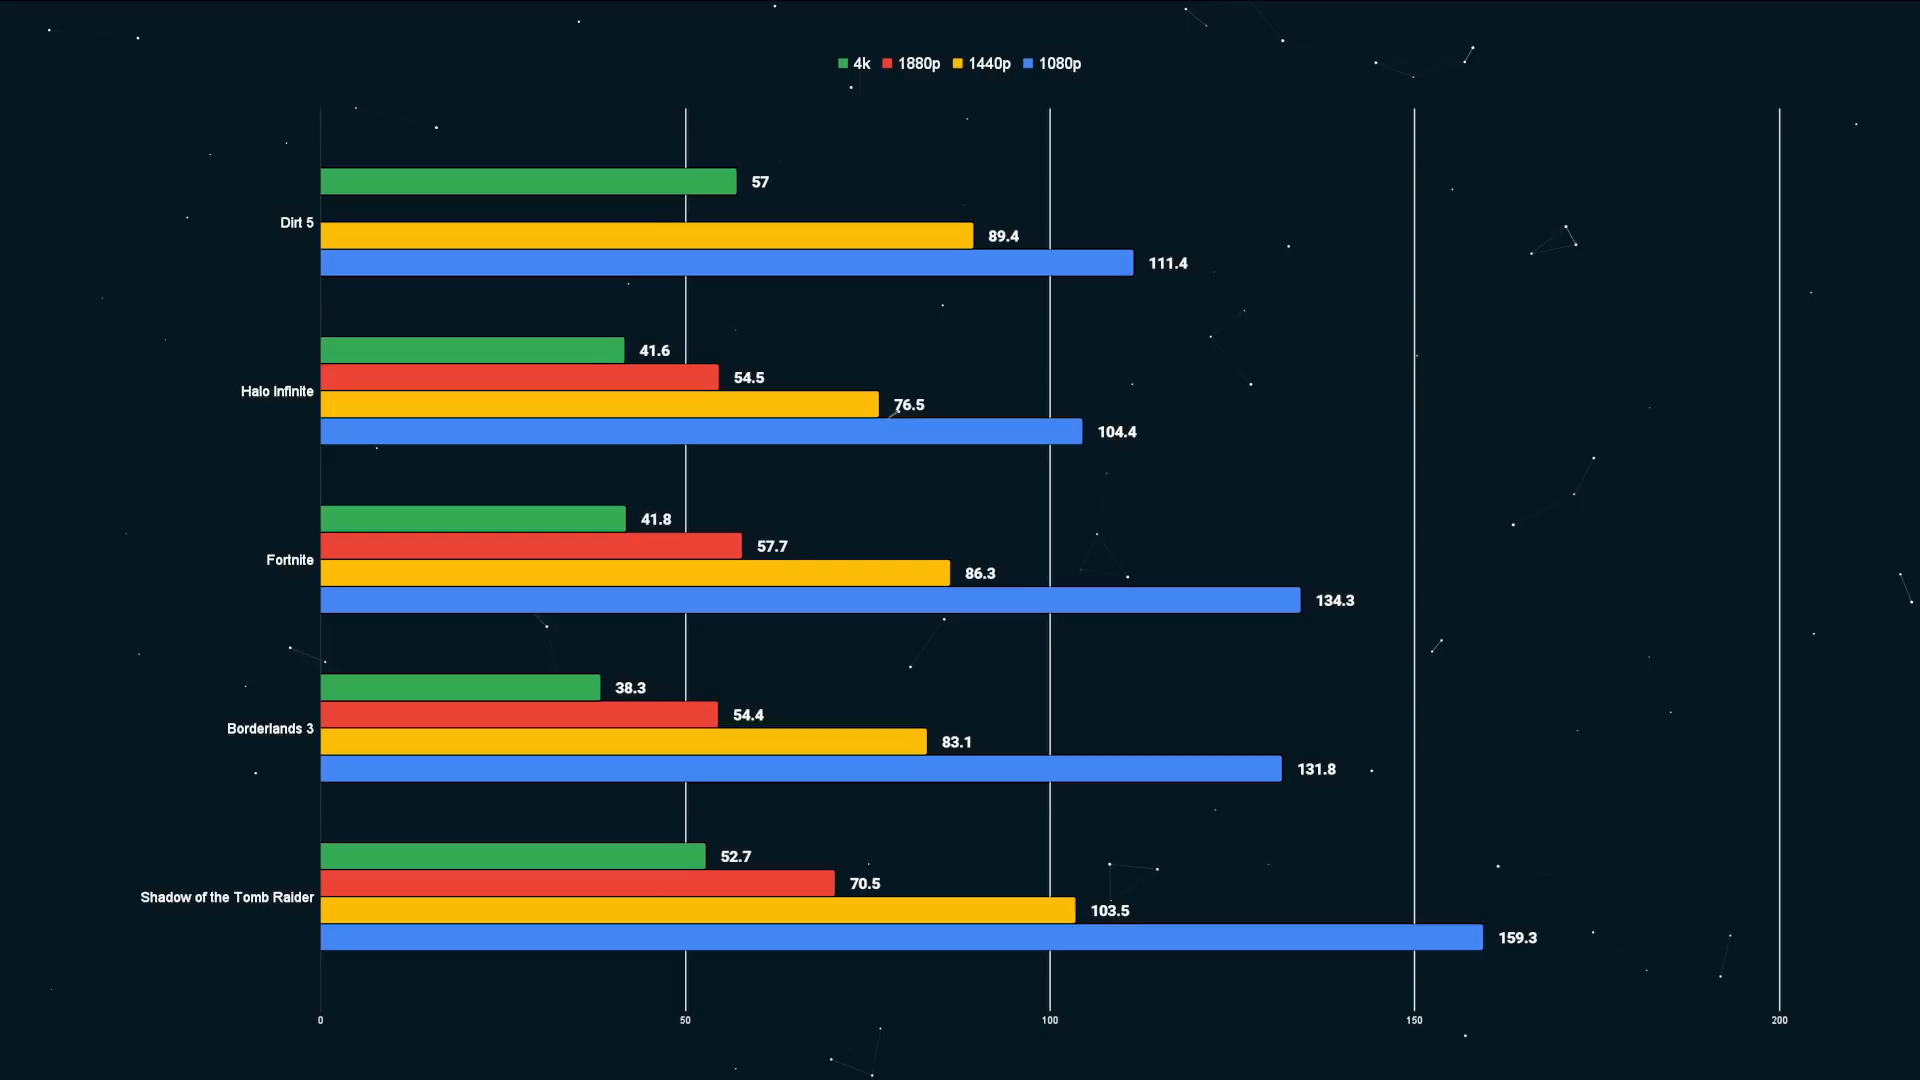 4k 1880p 1440p 1080p
57
Dirt 5
89.4
111.4
41.6
54.5
Halo Infinite
76.5
104.4
41.8
57.7
Fortnite
86.3
134.3
38.3
54.4
Borderlands 3
83.1
131.8
52.7
70.5
Shadow of the Tomb Raider
103.5
159.3
0 50 100 150 200